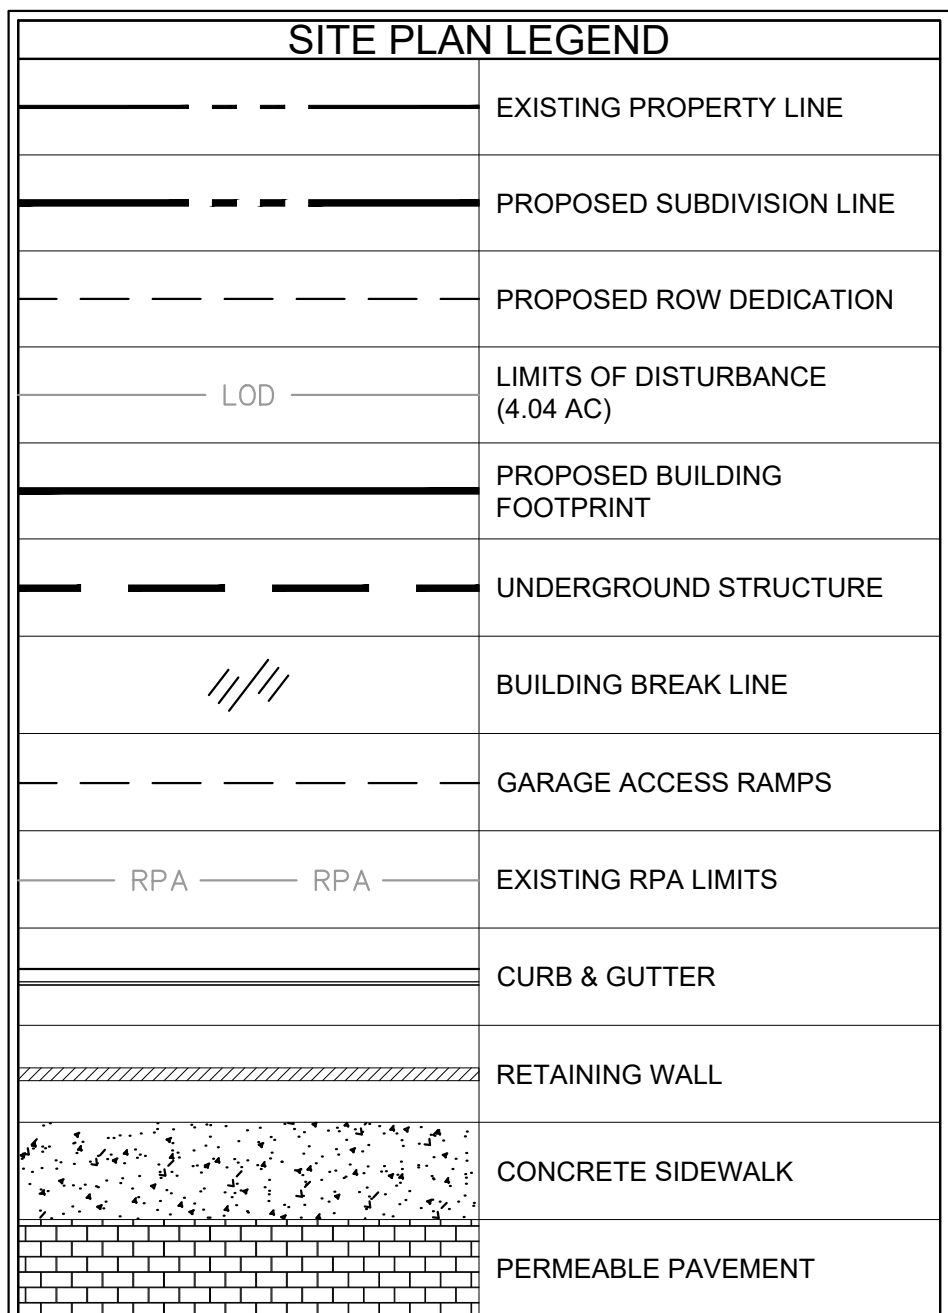 SITE PLAN LEGEND
EXISTING PROPERTY LINE
PROPOSED SUBDIVISION LINE
PROPOSED ROW DEDICATION
LOD
LIMITS OF DISTURBANCE
(4.04 AC)
PROPOSED BUILDING
FOOTPRINT
UNDERGROUND STRUCTURE
BUILDING BREAK LINE
GARAGE ACCESS RAMPS
RPA RPA
EXISTING RPA LIMITS
CURB & GUTTER
RETAINING WALL
CONCRETE SIDEWALK
PERMEABLE PAVEMENT